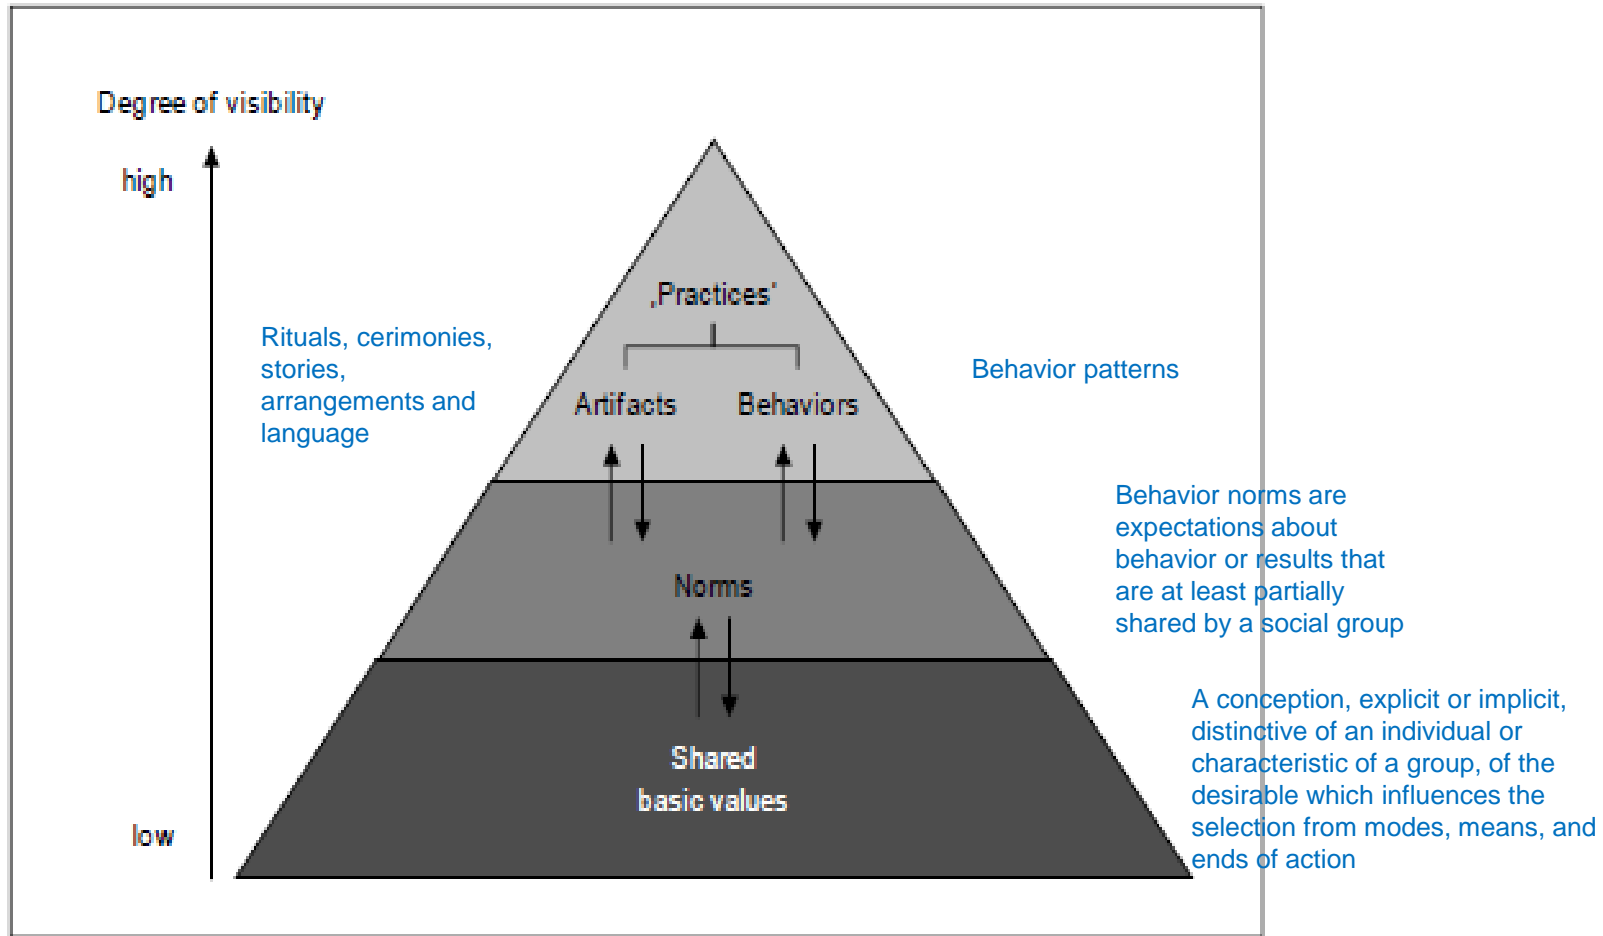 Degree of visibility
high
‚Practices‘
Rituals, cerimonies,
stories,
arrangements and
language
Artifacts
Behaviors
Behavior patterns
Behavior norms are
expectations about
behavior or results that
are at least partially
shared by a social group
Norms
A conception, explicit or implicit,
distinctive of an individual or
characteristic of a group, of the
desirable which influences the
selection from modes, means, and
ends of action
Shared
basic values
low